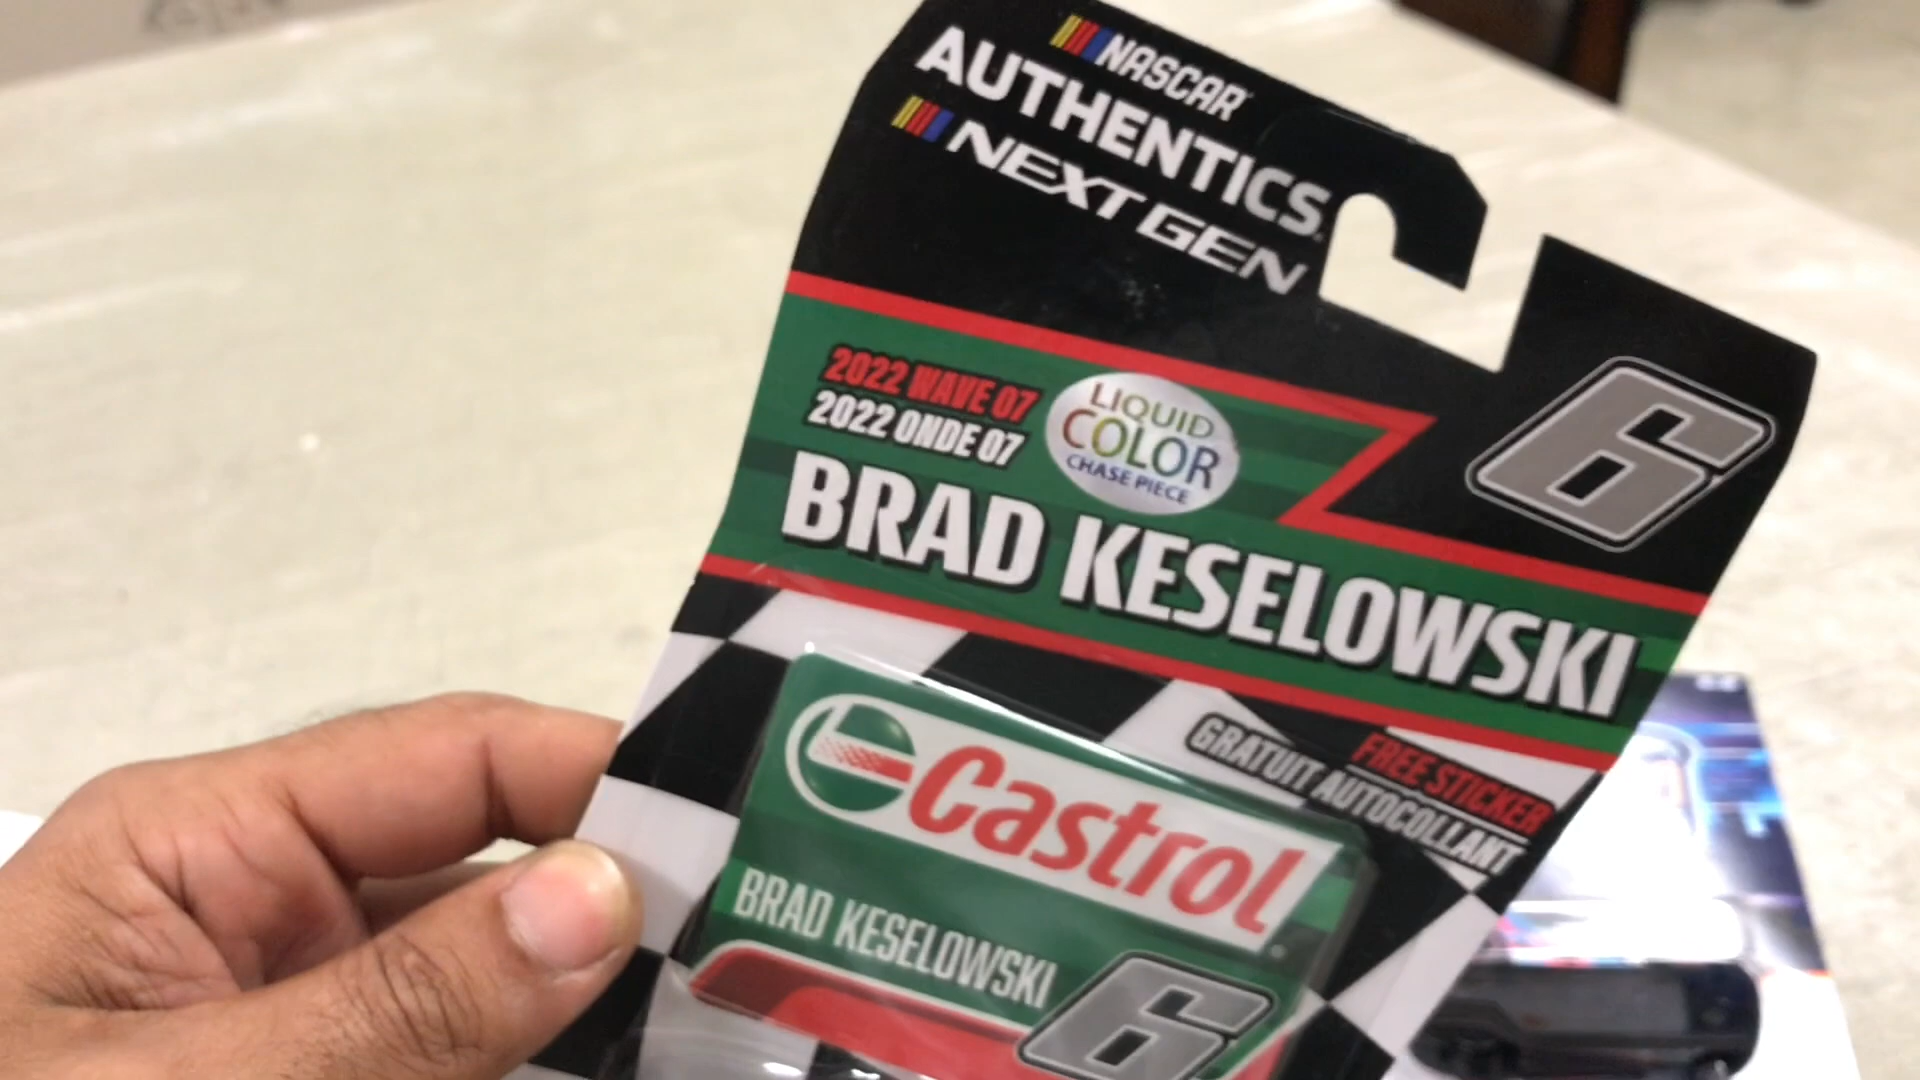 NASCAR
AUTHENTICS
NEXT GEN
6
2022 WAVE 07
2022 ONDE 07
LIQUID
COLOR
CHASE PIECE
BRAD KESELOWSKI
FREE STICKER
GRATUIT AUTOCOLLANT
Castrol
BRAD KESELOWSKI
6